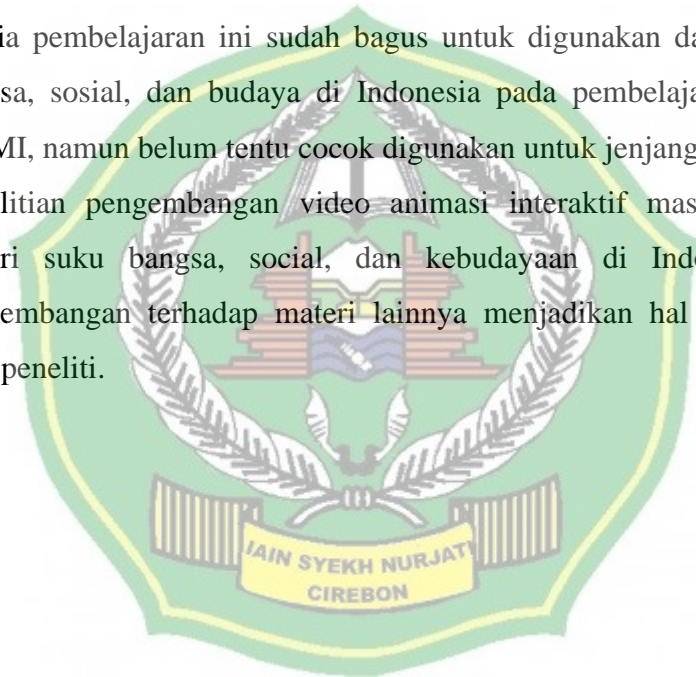 ia pembelajaran ini sudah bagus untuk digunakan da
sa, sosial, dan budaya di Indonesia pada pembelaja
MI, namun belum tentu cocok digunakan untuk jenjang
litian pengembangan video animasi interaktif mas
ri suku bangsa, social, dan kebudayaan di Indo
embangan terhadap materi lainnya menjadikan hal
peneliti.
IAIN SYEKH NURJATI
CIREBON